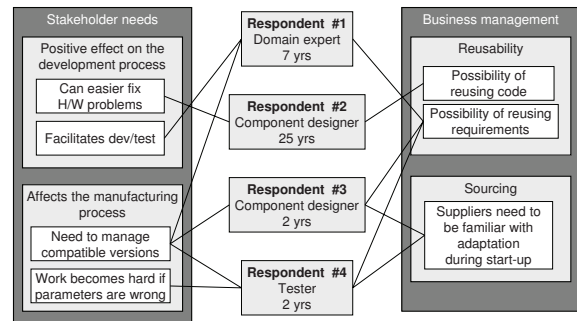 Stakeholder needs
Positive effect on the
development process
Can easier fix
H/W problems
Facilitates dev/test
Affects the manufacturing
process
Need to manage
compatible versions
Work becomes hard if
parameters are wrong
Respondent #1
Domain expert
7 yrs
Respondent #2
Component designer
25 yrs
Respondent #3
Component designer
2 yrs
Respondent #4
Tester
2 yrs
Business management
Reusability
Possibility of
reusing code
Possibility of reusing
requirements
Sourcing
Suppliers need to
be familiar with
adaptation
during start-up